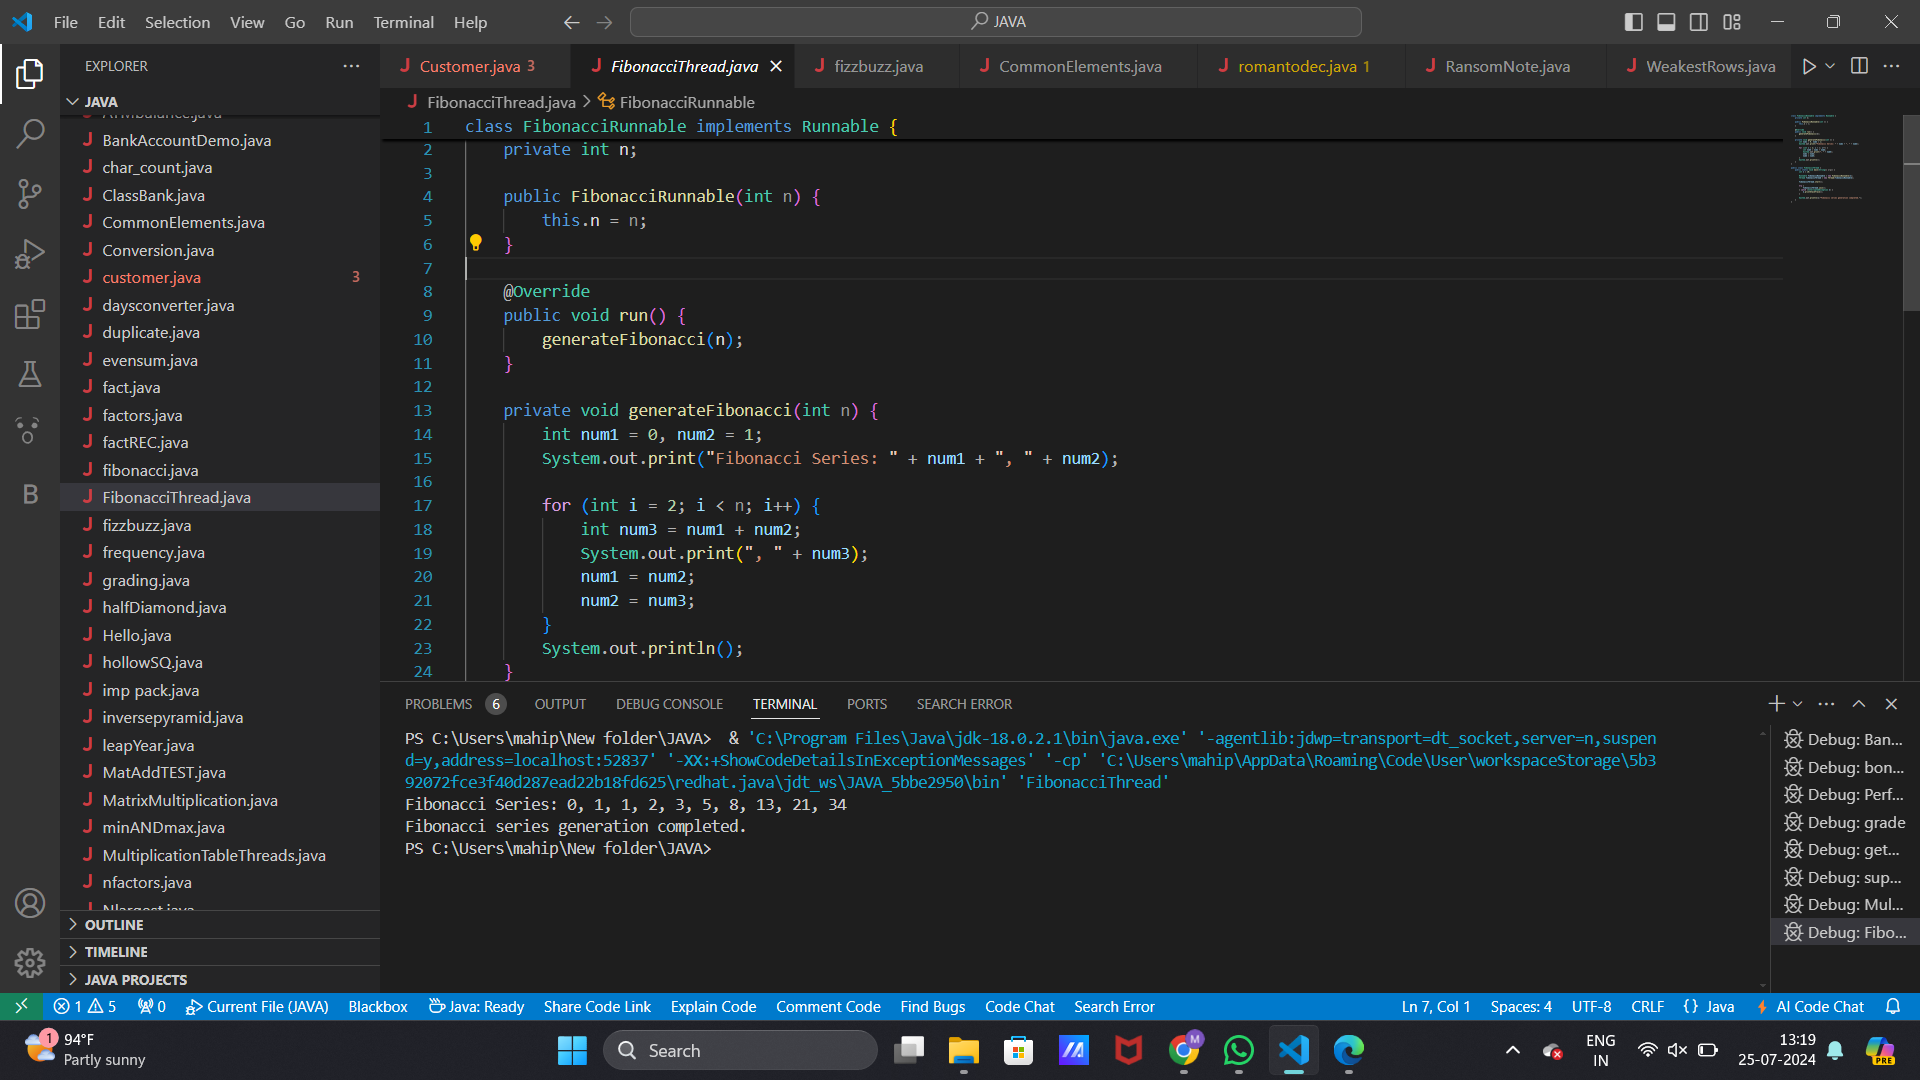 File Edit Selection View Go Run Terminal Help
JAVA
EXPLORER
Customer.java 3
FibonacciThread.java
fizzbuzz.java
CommonElements.java
romantodec.java 1
RansomNote.java
WeakestRows.java
JAVA
BankAccountDemo.java
char_count.java
ClassBank.java
CommonElements.java
Conversion.java
customer.java 3
daysconverter.java
duplicate.java
evensum.java
fact.java
factors.java
factREC.java
fibonacci.java
FibonacciThread.java
fizzbuzz.java
frequency.java
grading.java
halfDiamond.java
Hello.java
hollowSQ.java
imp pack.java
inversepyramid.java
leapYear.java
MatAddTEST.java
MatrixMultiplication.java
minANDmax.java
MultiplicationTableThreads.java
nfactors.java
OUTLINE
TIMELINE
JAVA PROJECTS
FibonacciThread.java > FibonacciRunnable
1 class FibonacciRunnable implements Runnable {
2 private int n;
3
4 public FibonacciRunnable(int n) {
5 this.n = n;
6 }
7
8 @Override
9 public void run() {
10 generateFibonacci(n);
11 }
12
13 private void generateFibonacci(int n) {
14 int num1 = 0, num2 = 1;
15 System.out.print("Fibonacci Series: " + num1 + ", " + num2);
16
17 for (int i = 2; i < n; i++) {
18 int num3 = num1 + num2;
19 System.out.print(", " + num3);
20 num1 = num2;
21 num2 = num3;
22 }
23 System.out.println();
24 }
PROBLEMS 6 OUTPUT DEBUG CONSOLE TERMINAL PORTS SEARCH ERROR
PS C:\Users\mahip\New folder\JAVA> & 'C:\Program Files\Java\jdk-18.0.2.1\bin\java.exe' '-agentlib:jdwp=transport=dt_socket,server=n,suspen
d=y,address=localhost:52837' '-XX:+ShowCodeDetailsInExceptionMessages' '-cp' 'C:\Users\mahip\AppData\Roaming\Code\User\workspaceStorage\5b3
92072fce3f40d287ead22b18fd625\redhat.java\jdt_ws\JAVA_5bbe2950\bin' 'FibonacciThread'
Fibonacci Series: 0, 1, 1, 2, 3, 5, 8, 13, 21, 34
Fibonacci series generation completed.
PS C:\Users\mahip\New folder\JAVA>
Debug: Ban...
Debug: bon...
Debug: Perf...
Debug: grade
Debug: get...
Debug: sup...
Debug: Mul...
Debug: Fibo...
1 5 0 Current File (JAVA) Blackbox Java: Ready Share Code Link Explain Code Comment Code Find Bugs Code Chat Search Error
Ln 7, Col 1 Spaces: 4 UTF-8 CRLF {} Java AI Code Chat
1 94°F
Partly sunny
Search
M
PRE
ENG
IN
13:19
25-07-2024